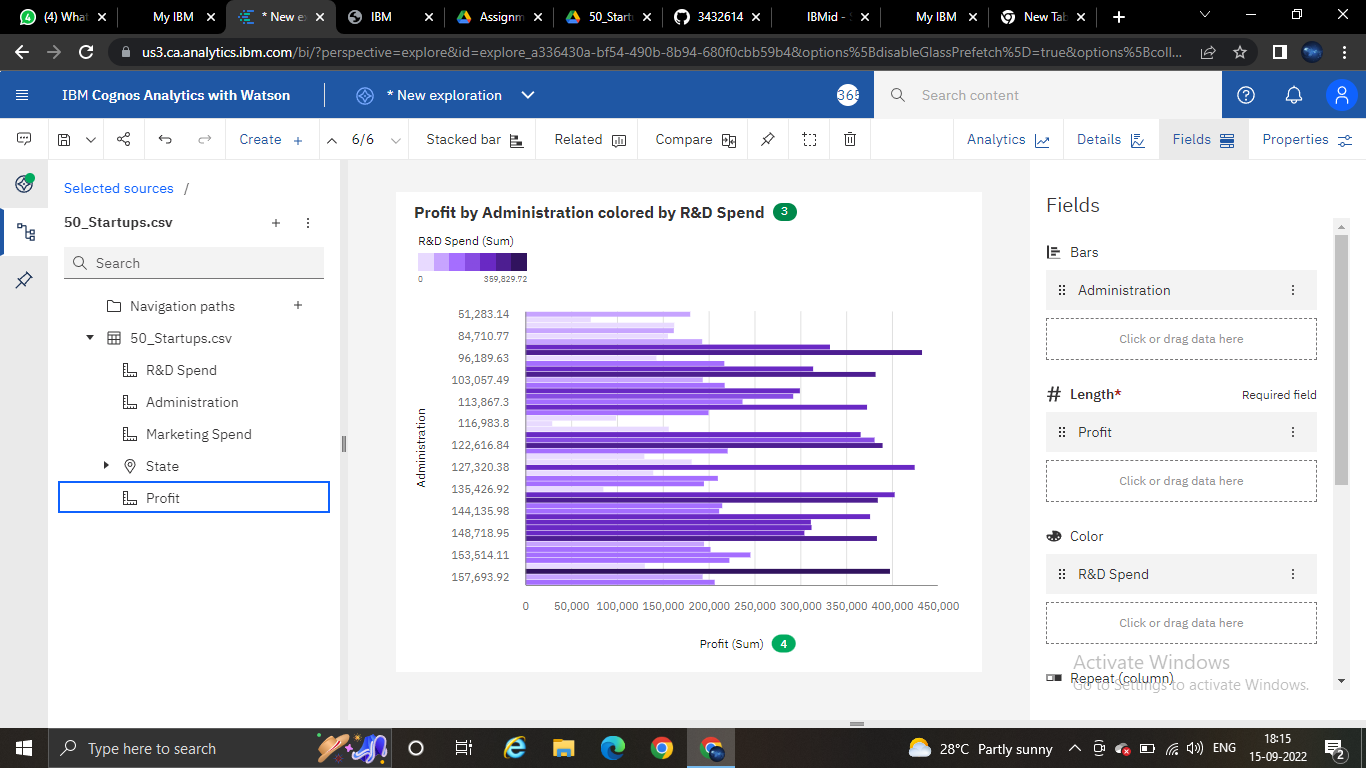 (4) What
My IBM
* New ex
IBM
Assignm
50_Start
3432614
IBMid - S
My IBM
New Tab
us3.ca.analytics.ibm.com/bi/?perspective=explore&id=explore_a336430a-bf54-490b-8b94-680f0cbb59b4&options%5BdisableGlassPrefetch%5D=true&options%5Bcoll...
IBM Cognos Analytics with Watson
* New exploration
365
Search content
Create +
6/6
Stacked bar
Related
Compare
Analytics
Details
Fields
Properties
Selected sources /
50_Startups.csv
Search
Navigation paths
50_Startups.csv
R&D Spend
Administration
Marketing Spend
State
Profit
Profit by Administration colored by R&D Spend 3
R&D Spend (Sum)
0 359,829.72
Administration
51,283.14
84,710.77
96,189.63
103,057.49
113,867.3
116,983.8
122,616.84
127,320.38
135,426.92
144,135.98
148,718.95
153,514.11
157,693.92
0 50,000 100,000 150,000 200,000 250,000 300,000 350,000 400,000 450,000
Profit (Sum) 4
Fields
Bars
Administration
Click or drag data here
Length* Required field
Profit
Click or drag data here
Color
R&D Spend
Click or drag data here
Repeat (column)
Activate Windows
Go to Settings to activate Windows.
Type here to search
28°C Partly sunny
ENG
18:15
15-09-2022
2